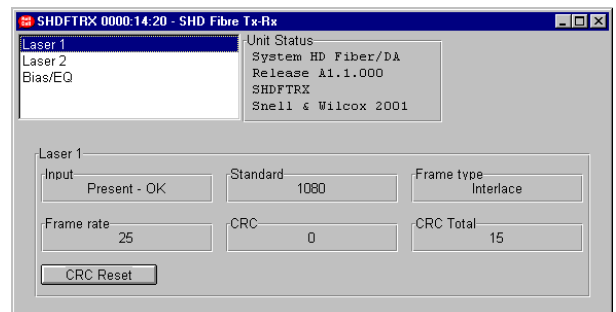 SHDFTRX 0000:14:20 - SHD Fibre Tx-Rx
Laser 1
Laser 2
Bias/EQ
Unit Status
System HD Fiber/DA
Release A1.1.000
SHDFTRX
Snell & Wilcox 2001
Laser 1
Input
Present - OK
Standard
1080
Frame type
Interlace
Frame rate
25
CRC
0
CRC Total
15
CRC Reset